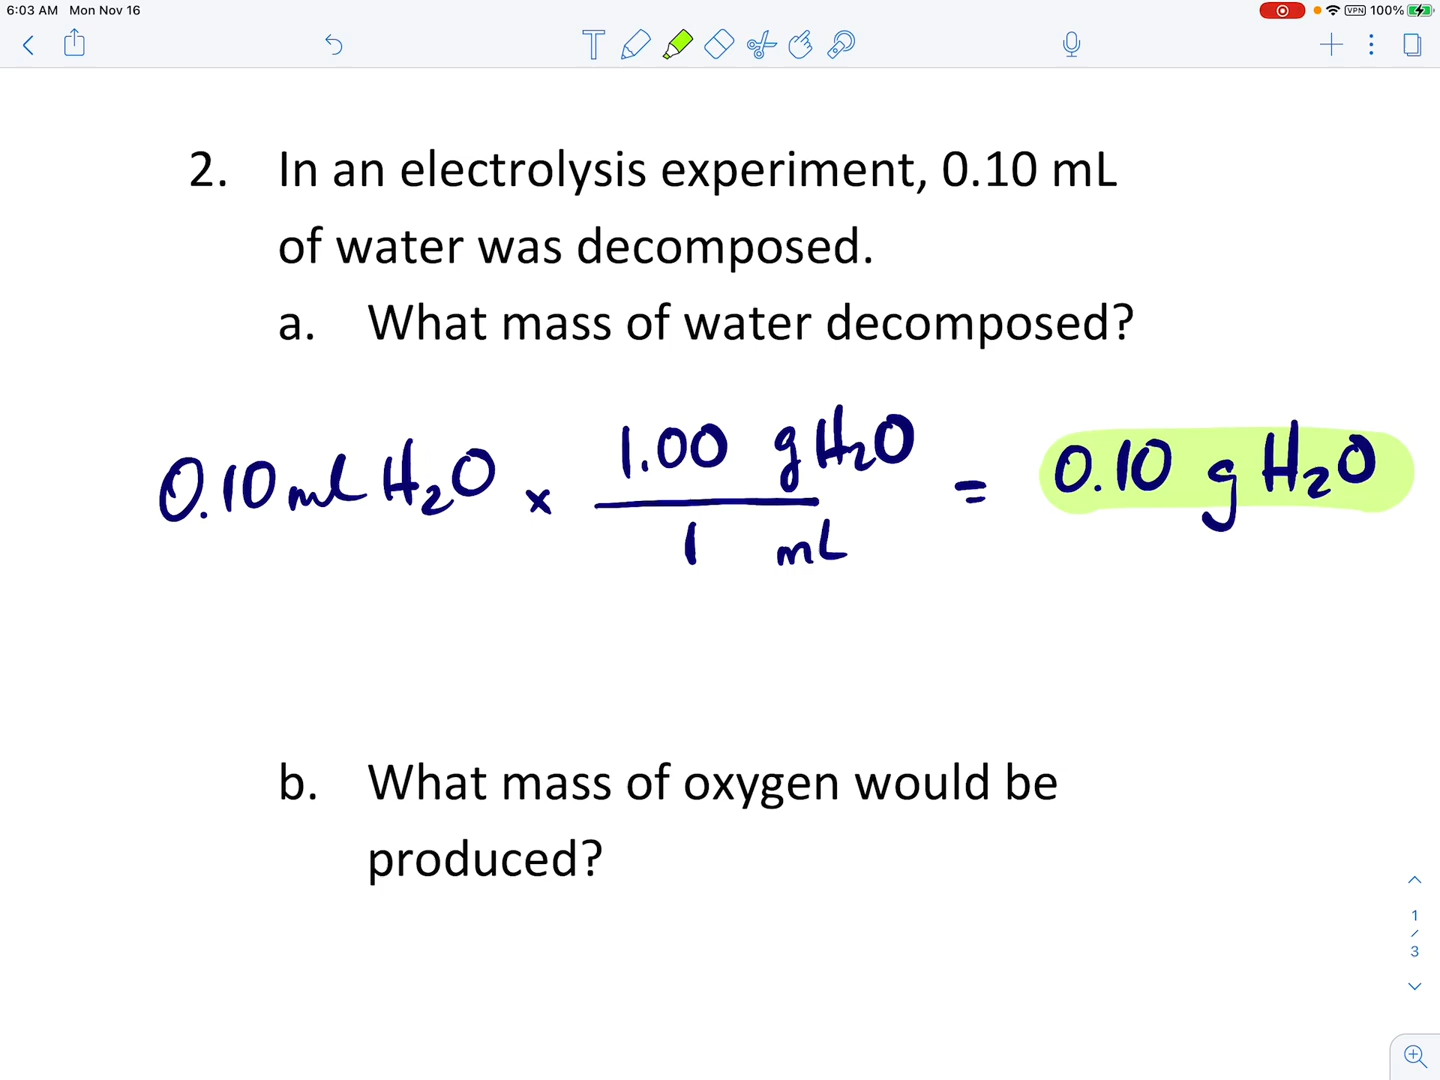 6:03 AM Mon Nov 16
VPN 100%
T
2. In an electrolysis experiment, 0.10 mL
of water was decomposed.
a. What mass of water decomposed?
0.10 ml H₂O x 1.00 g H₂O = 0.10 g H₂O
1 mL
b. What mass of oxygen would be
produced?
1
/
3